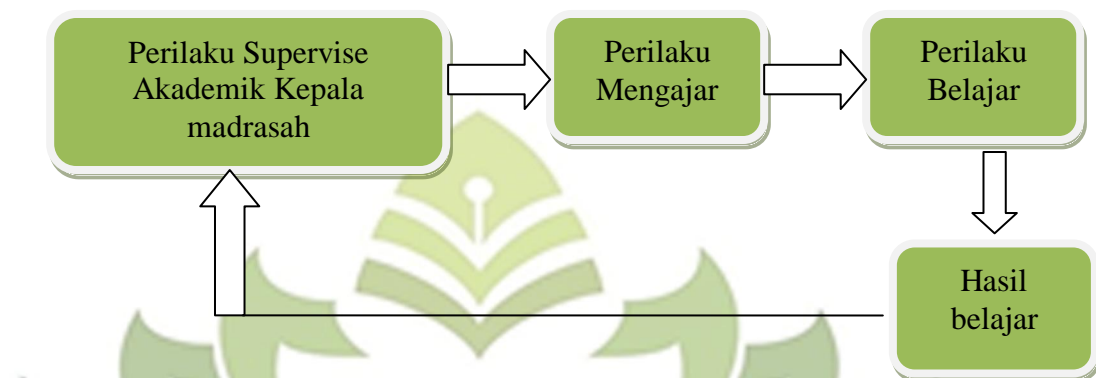 Perilaku Supervise
Akademik Kepala
madrasah
Perilaku
Mengajar
Perilaku
Belajar
Hasil
belajar